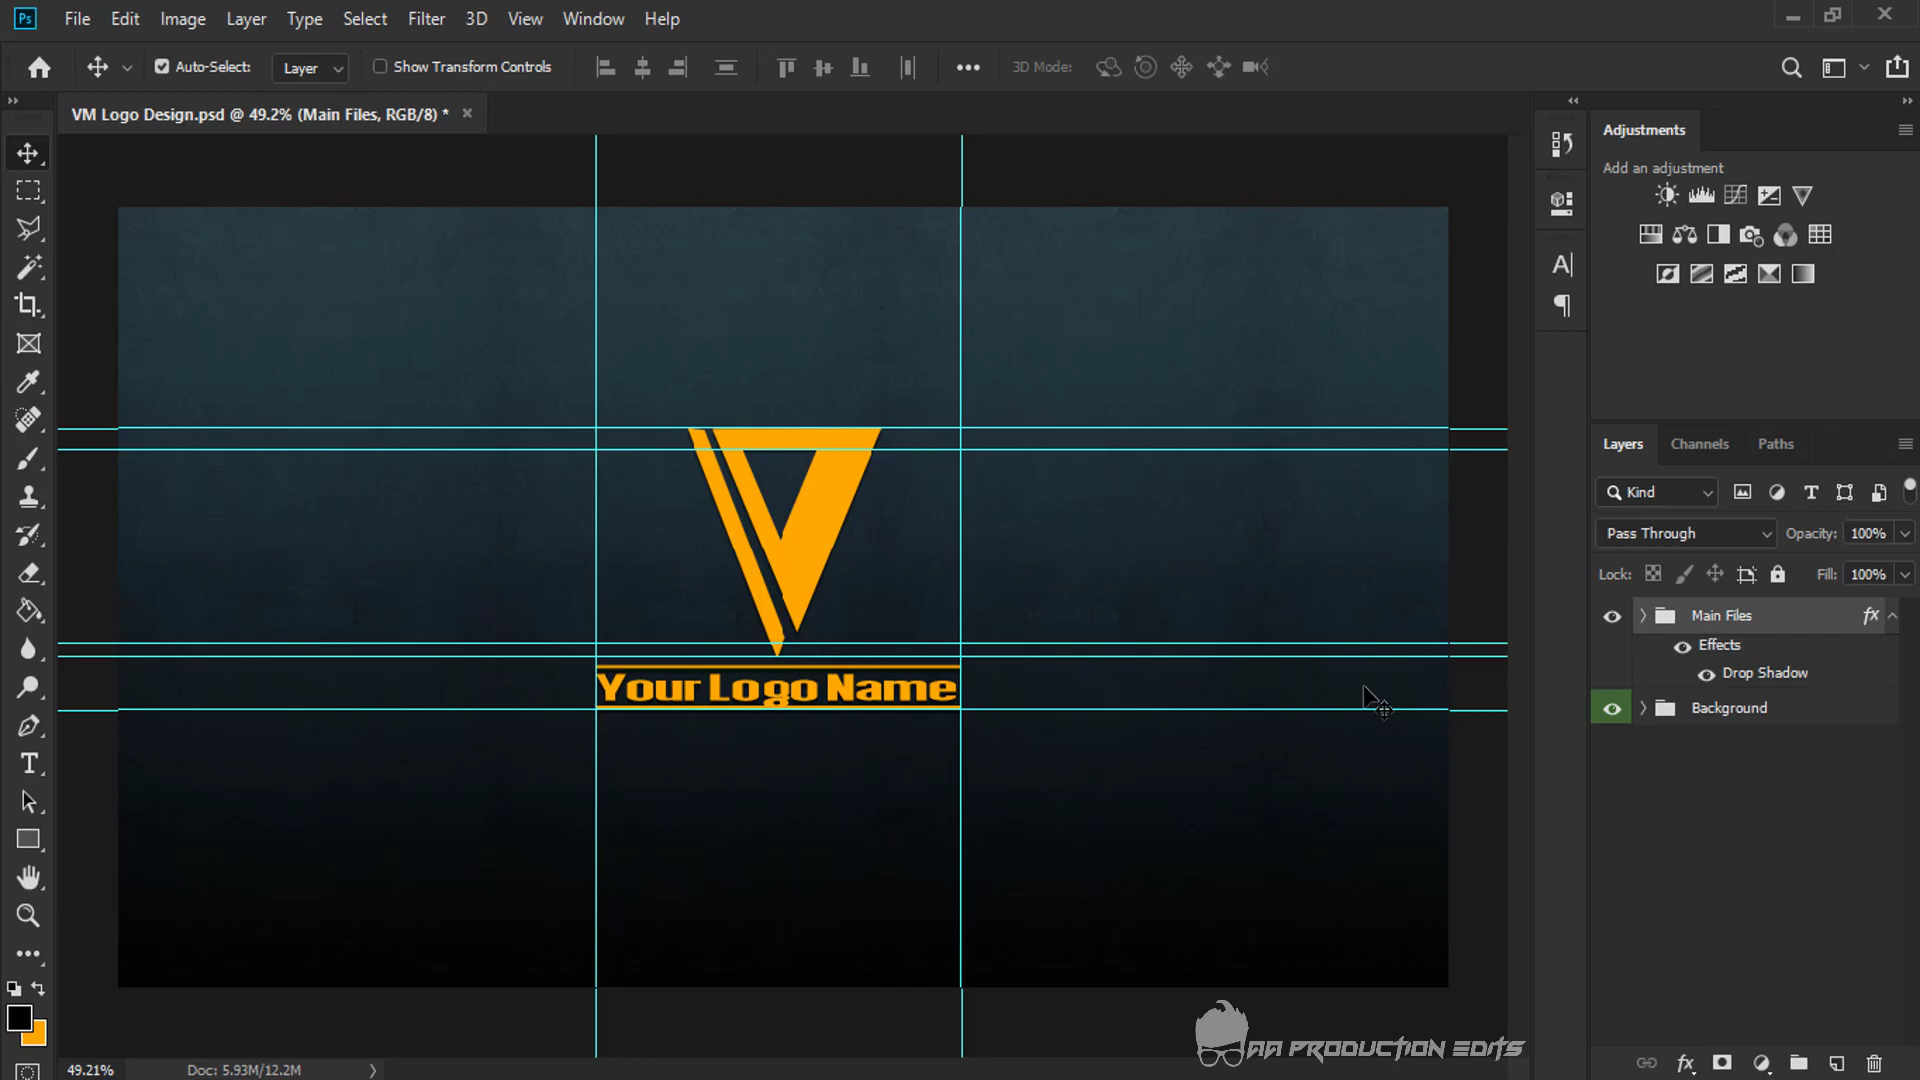 Ps File Edit Image Layer Type Select Filter 3D View Window Help
Auto-Select: Layer Show Transform Controls 3D Mode:
VM Logo Design.psd @ 49.2% (Main Files, RGB/8) *
Adjustments
Add an adjustment
Layers Channels Paths
Kind
Pass Through Opacity: 100%
Lock: Fill: 100%
Main Files fx
Effects
Drop Shadow
Background
Your Logo Name
AA PRODUCTION EDITS
49.21% Doc: 5.93M/12.2M